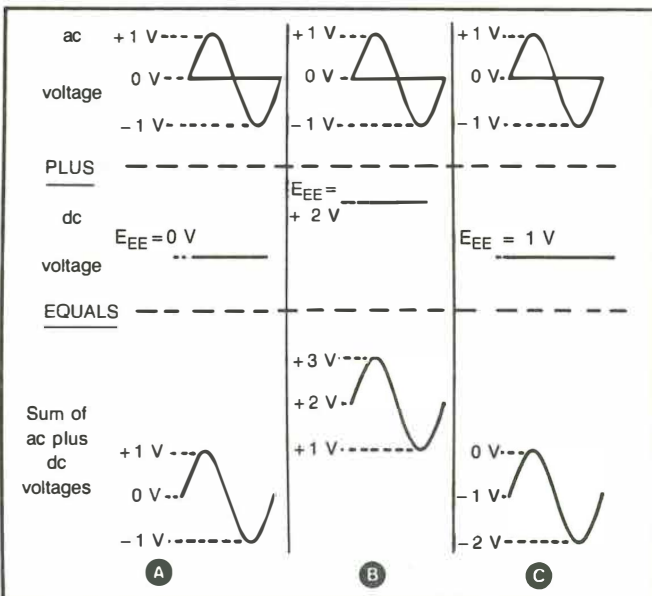 ac
voltage
+ 1 V
0 V
− 1 V
+ 1 V
0 V
− 1 V
+ 1 V
0 V
− 1 V
PLUS
dc
voltage
E_EE = 0 V
E_EE =
+ 2 V
E_EE = 1 V
EQUALS
Sum of
ac plus
dc
voltages
+ 1 V
0 V
− 1 V
+ 3 V
+ 2 V
+ 1 V
0 V
− 1 V
− 2 V
A
B
C